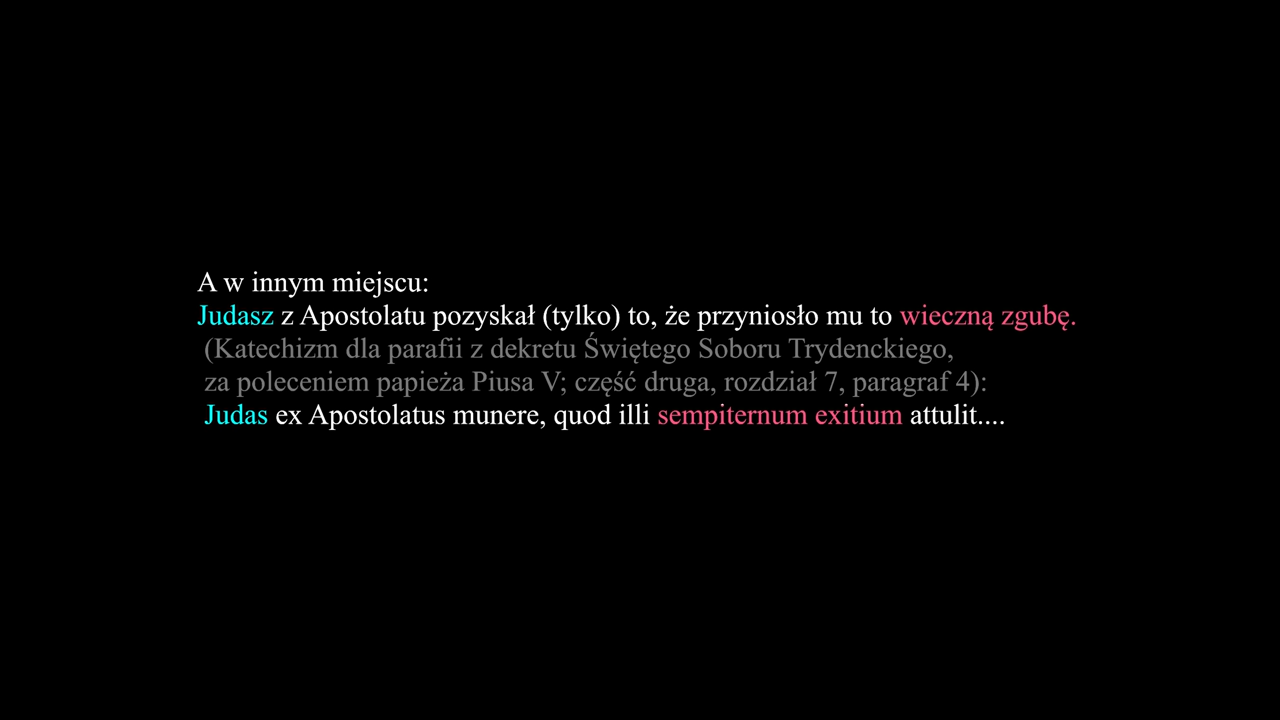 A w innym miejscu:
Judasz z Apostolatu pozyskał (tylko) to, że przyniosło mu to wieczną zgubę.
(Katechizm dla parafii z dekretu Świętego Soboru Trydenckiego,
za poleceniem papieża Piusa V; część druga, rozdział 7, paragraf 4):
Judas ex Apostolatus munere, quod illi sempiternum exitium attulit....